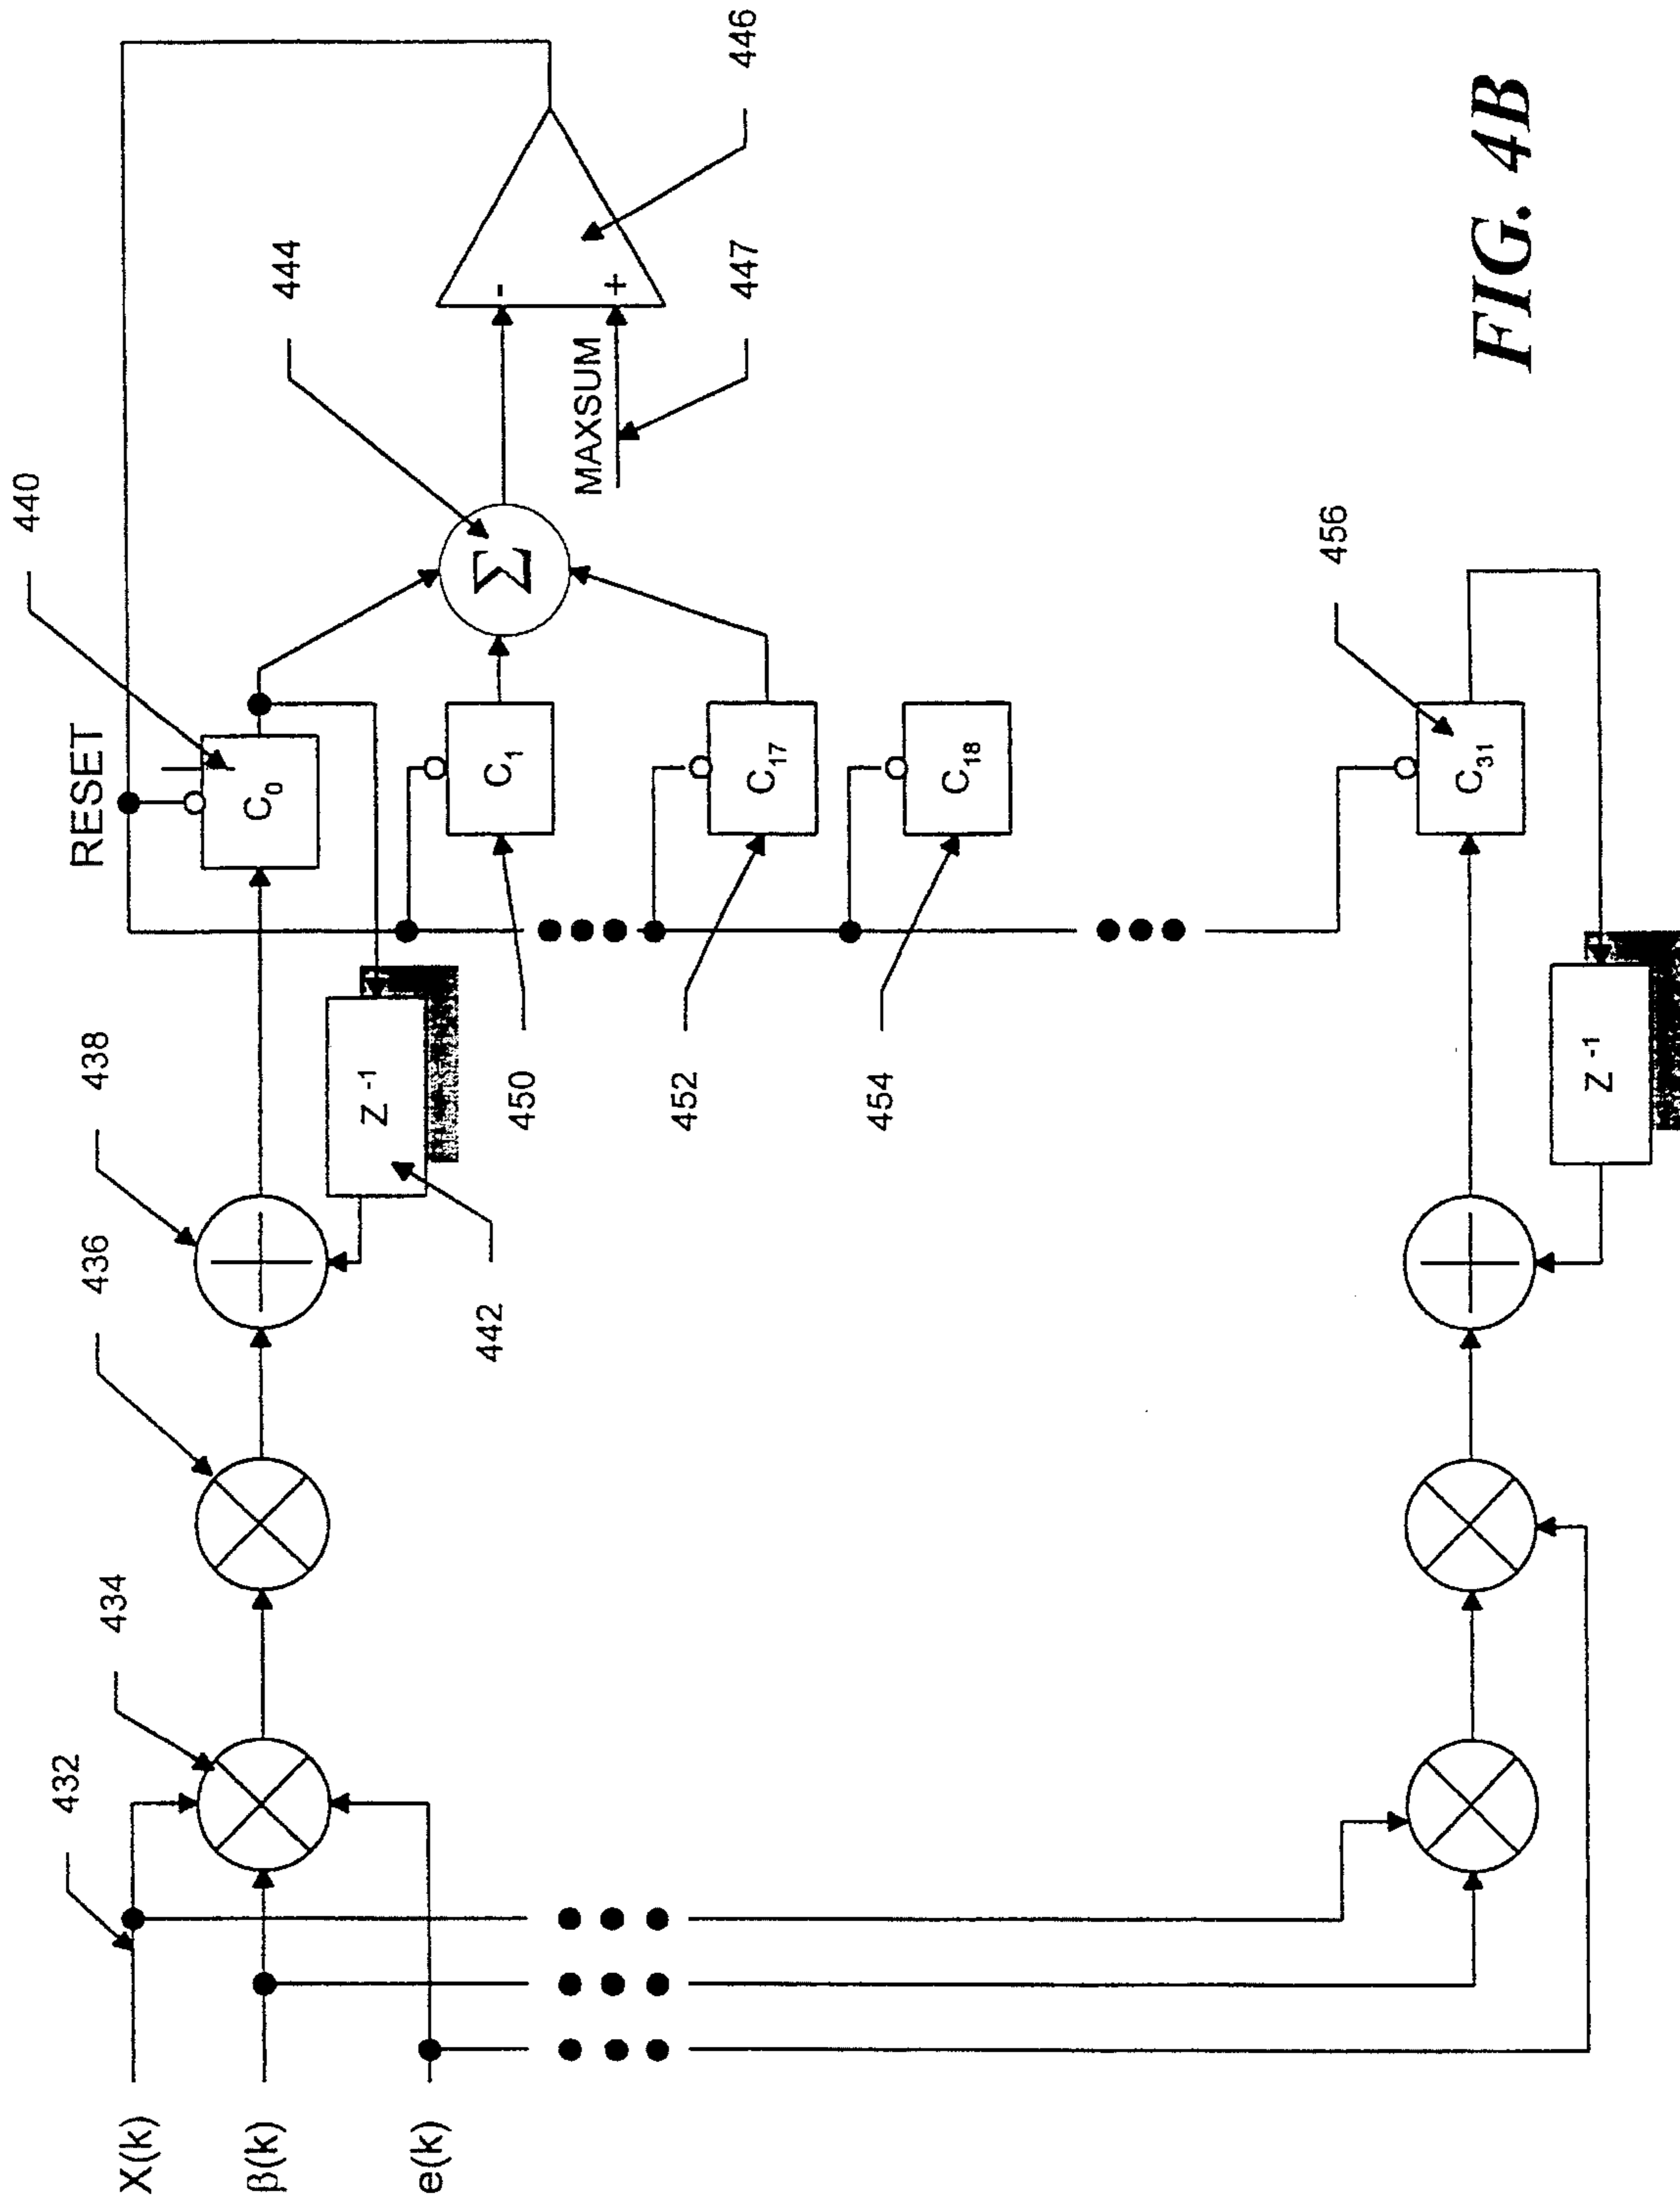 X(k)
β(k)
e(k)
432
434
436
438
442
Z -1
RESET
440
C0
C1
C17
C18
450
452
454
444
Σ
MAXSUM
447
-
+
446
456
C31
Z -1
FIG. 4B